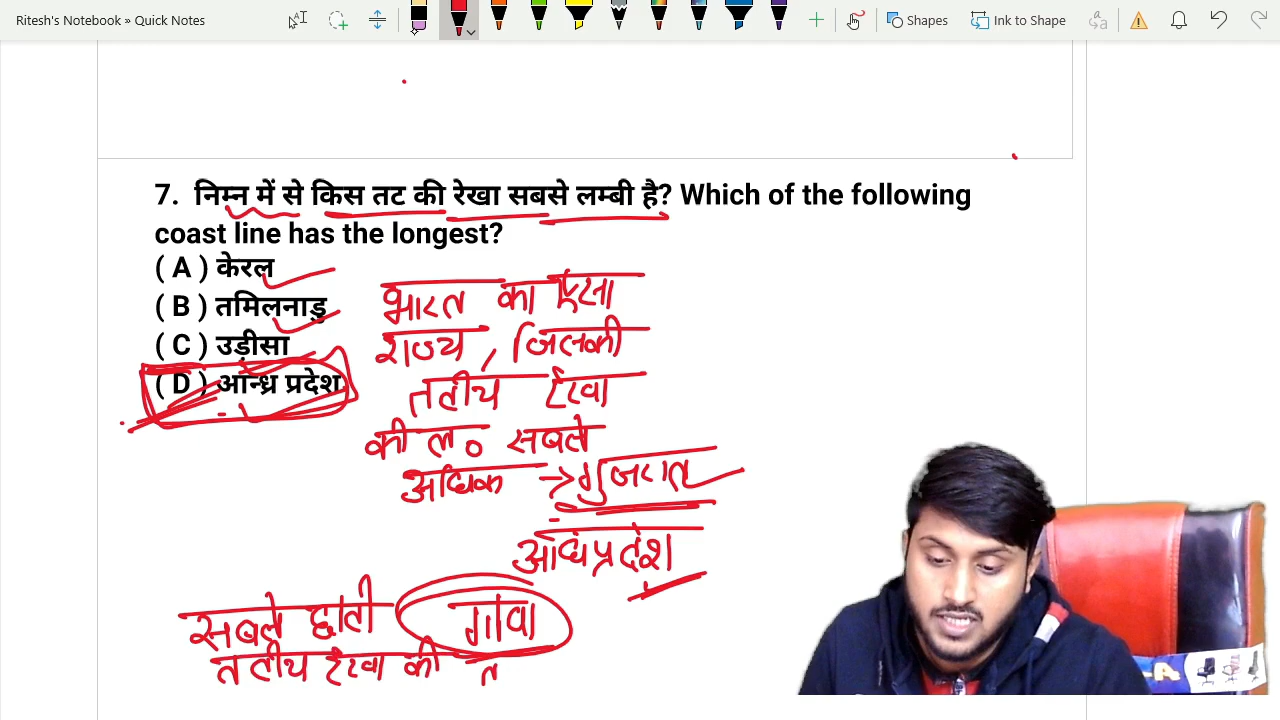 Ritesh's Notebook » Quick Notes
Shapes
Ink to Shape
7. निम्न में से किस तट की रेखा सबसे लम्बी है? Which of the following
coast line has the longest?
( A ) केरल
( B ) तमिलनाडु
( C ) उड़ीसा
( D ) आन्ध्र प्रदेश
भारत का ऐसा
राज्य, जिसकी
तटीय रेखा
की ल० सबसे
अधिक → गुजरात
आंध्रप्रदेश
सबसे छोटी गोवा
तटीय रेखा की